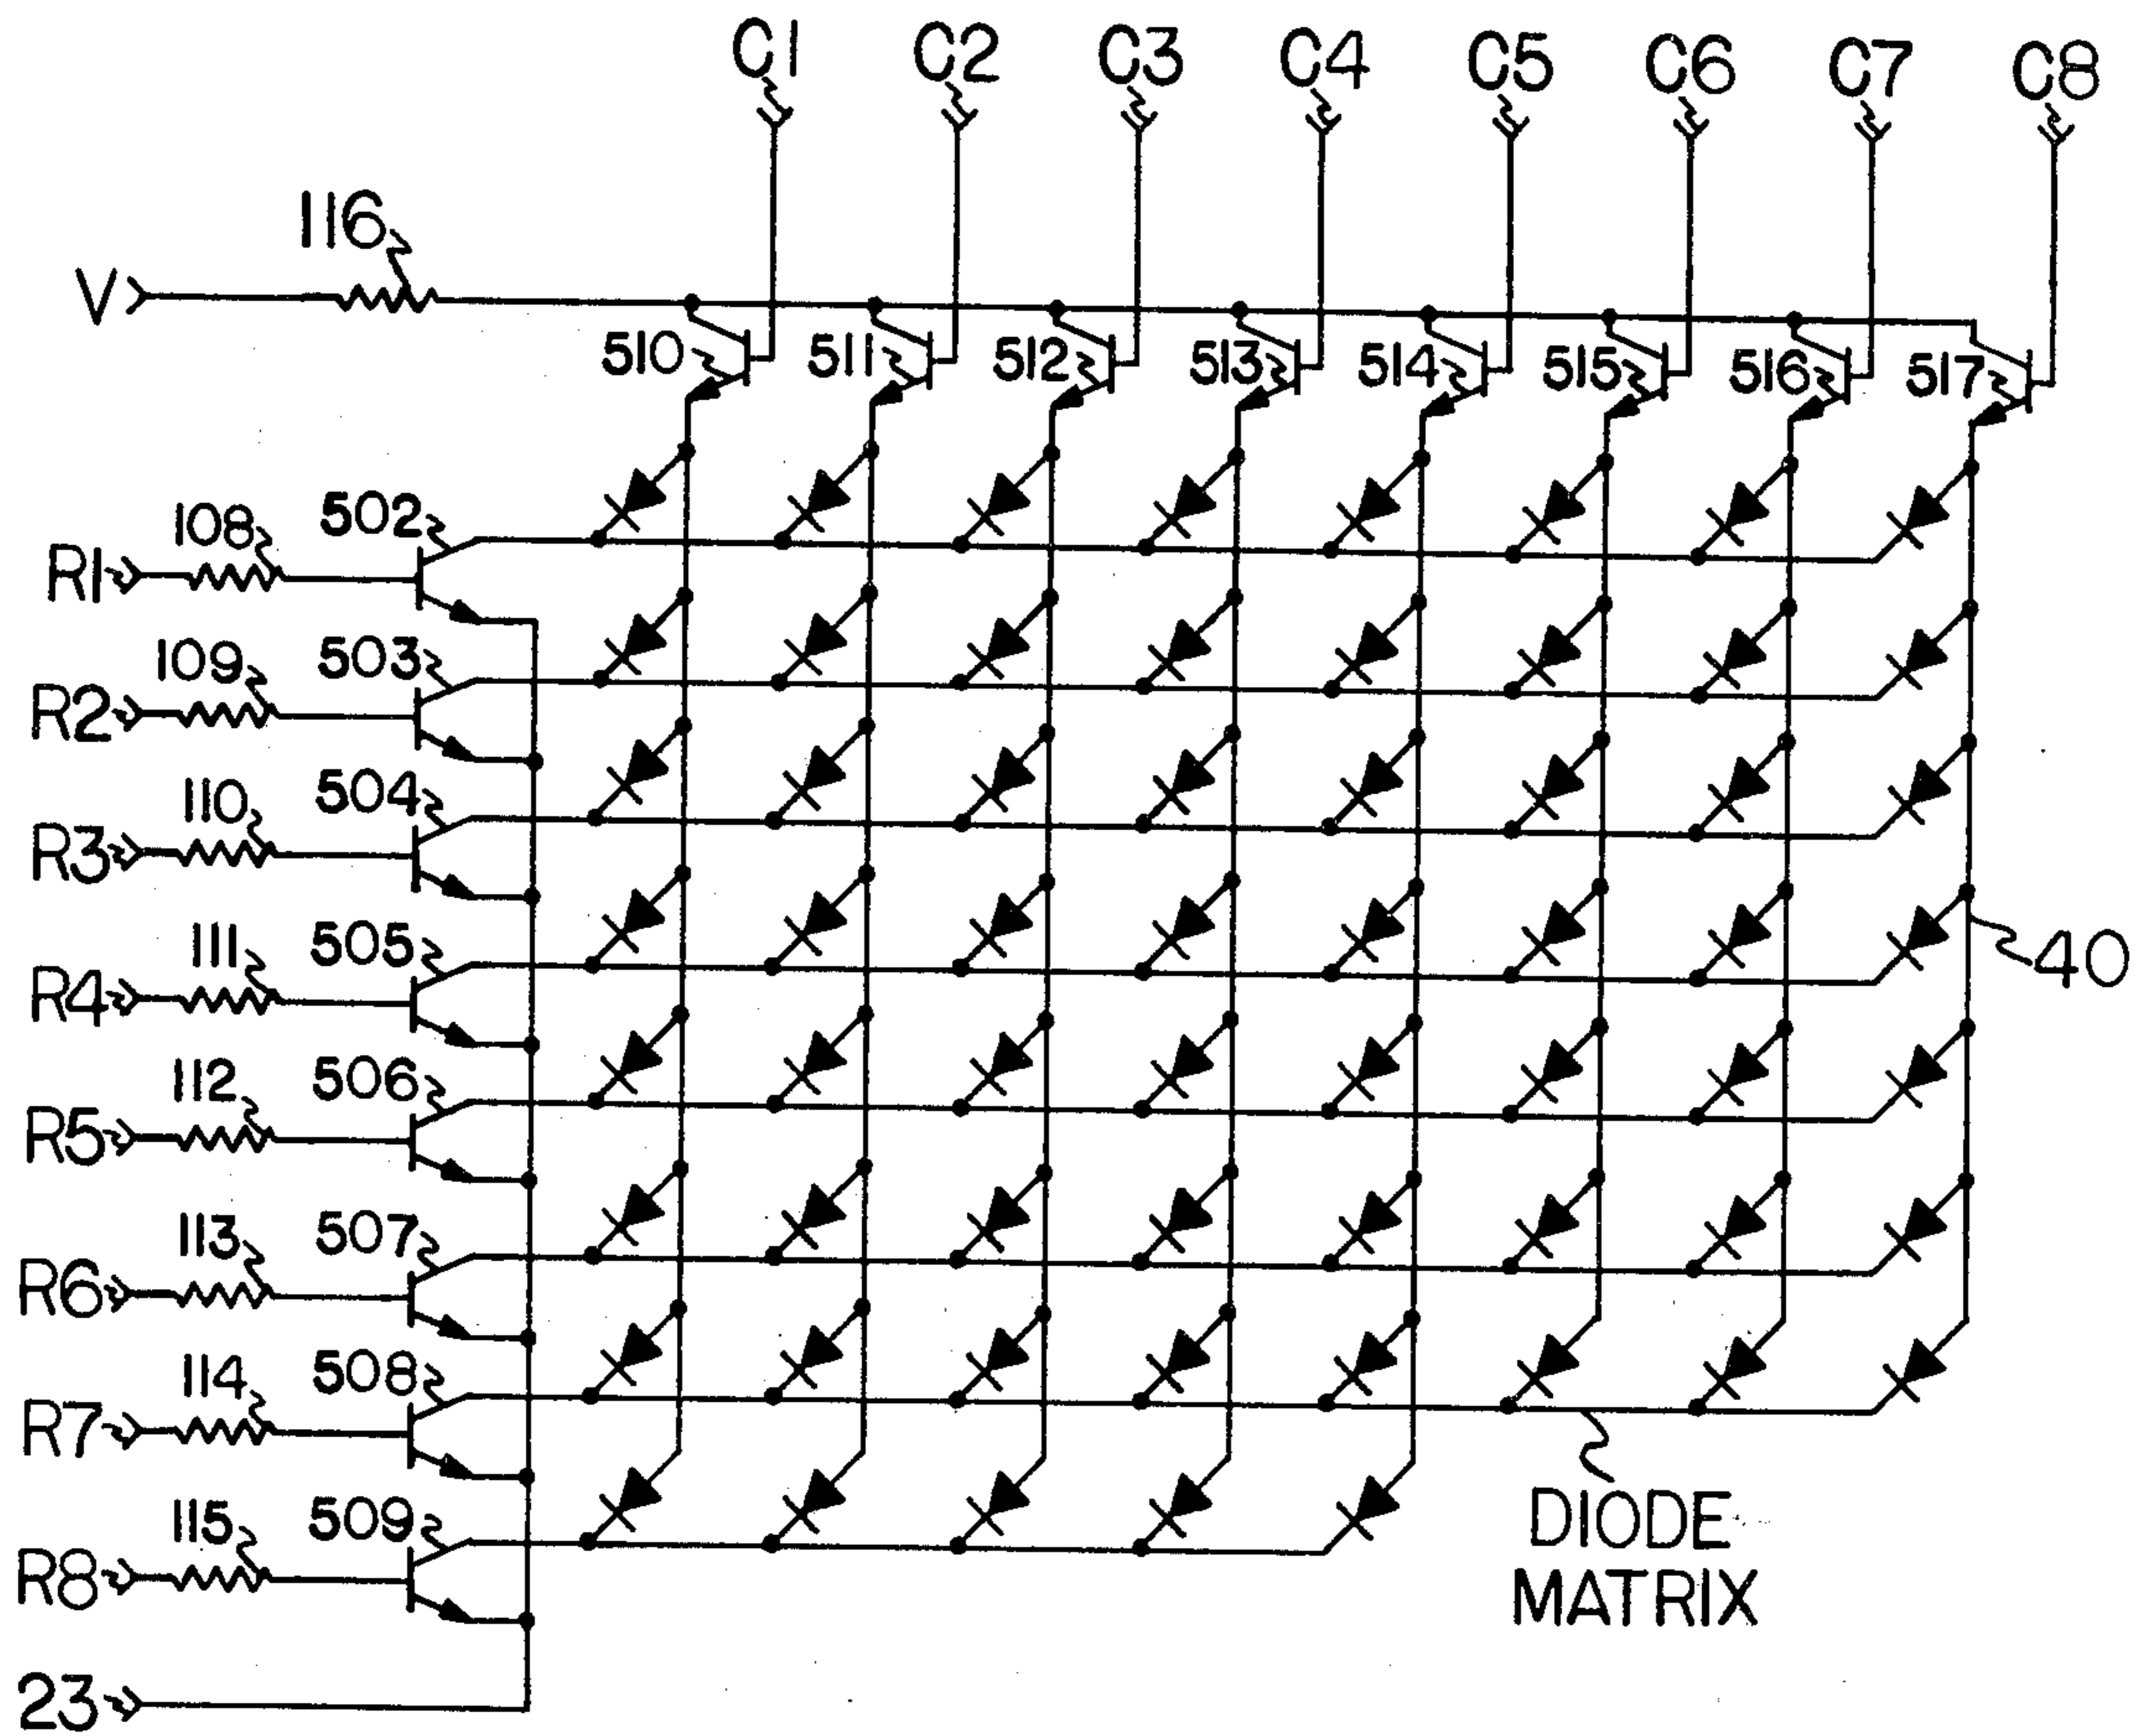 C1 C2 C3 C4 C5 C6 C7 C8
116
V
510 511 512 513 514 515 516 517
108 502
R1
109 503
R2
110 504
R3
111 505
R4
40
112 506
R5
113 507
R6
114 508
R7
115 509
R8
DIODE
MATRIX
23